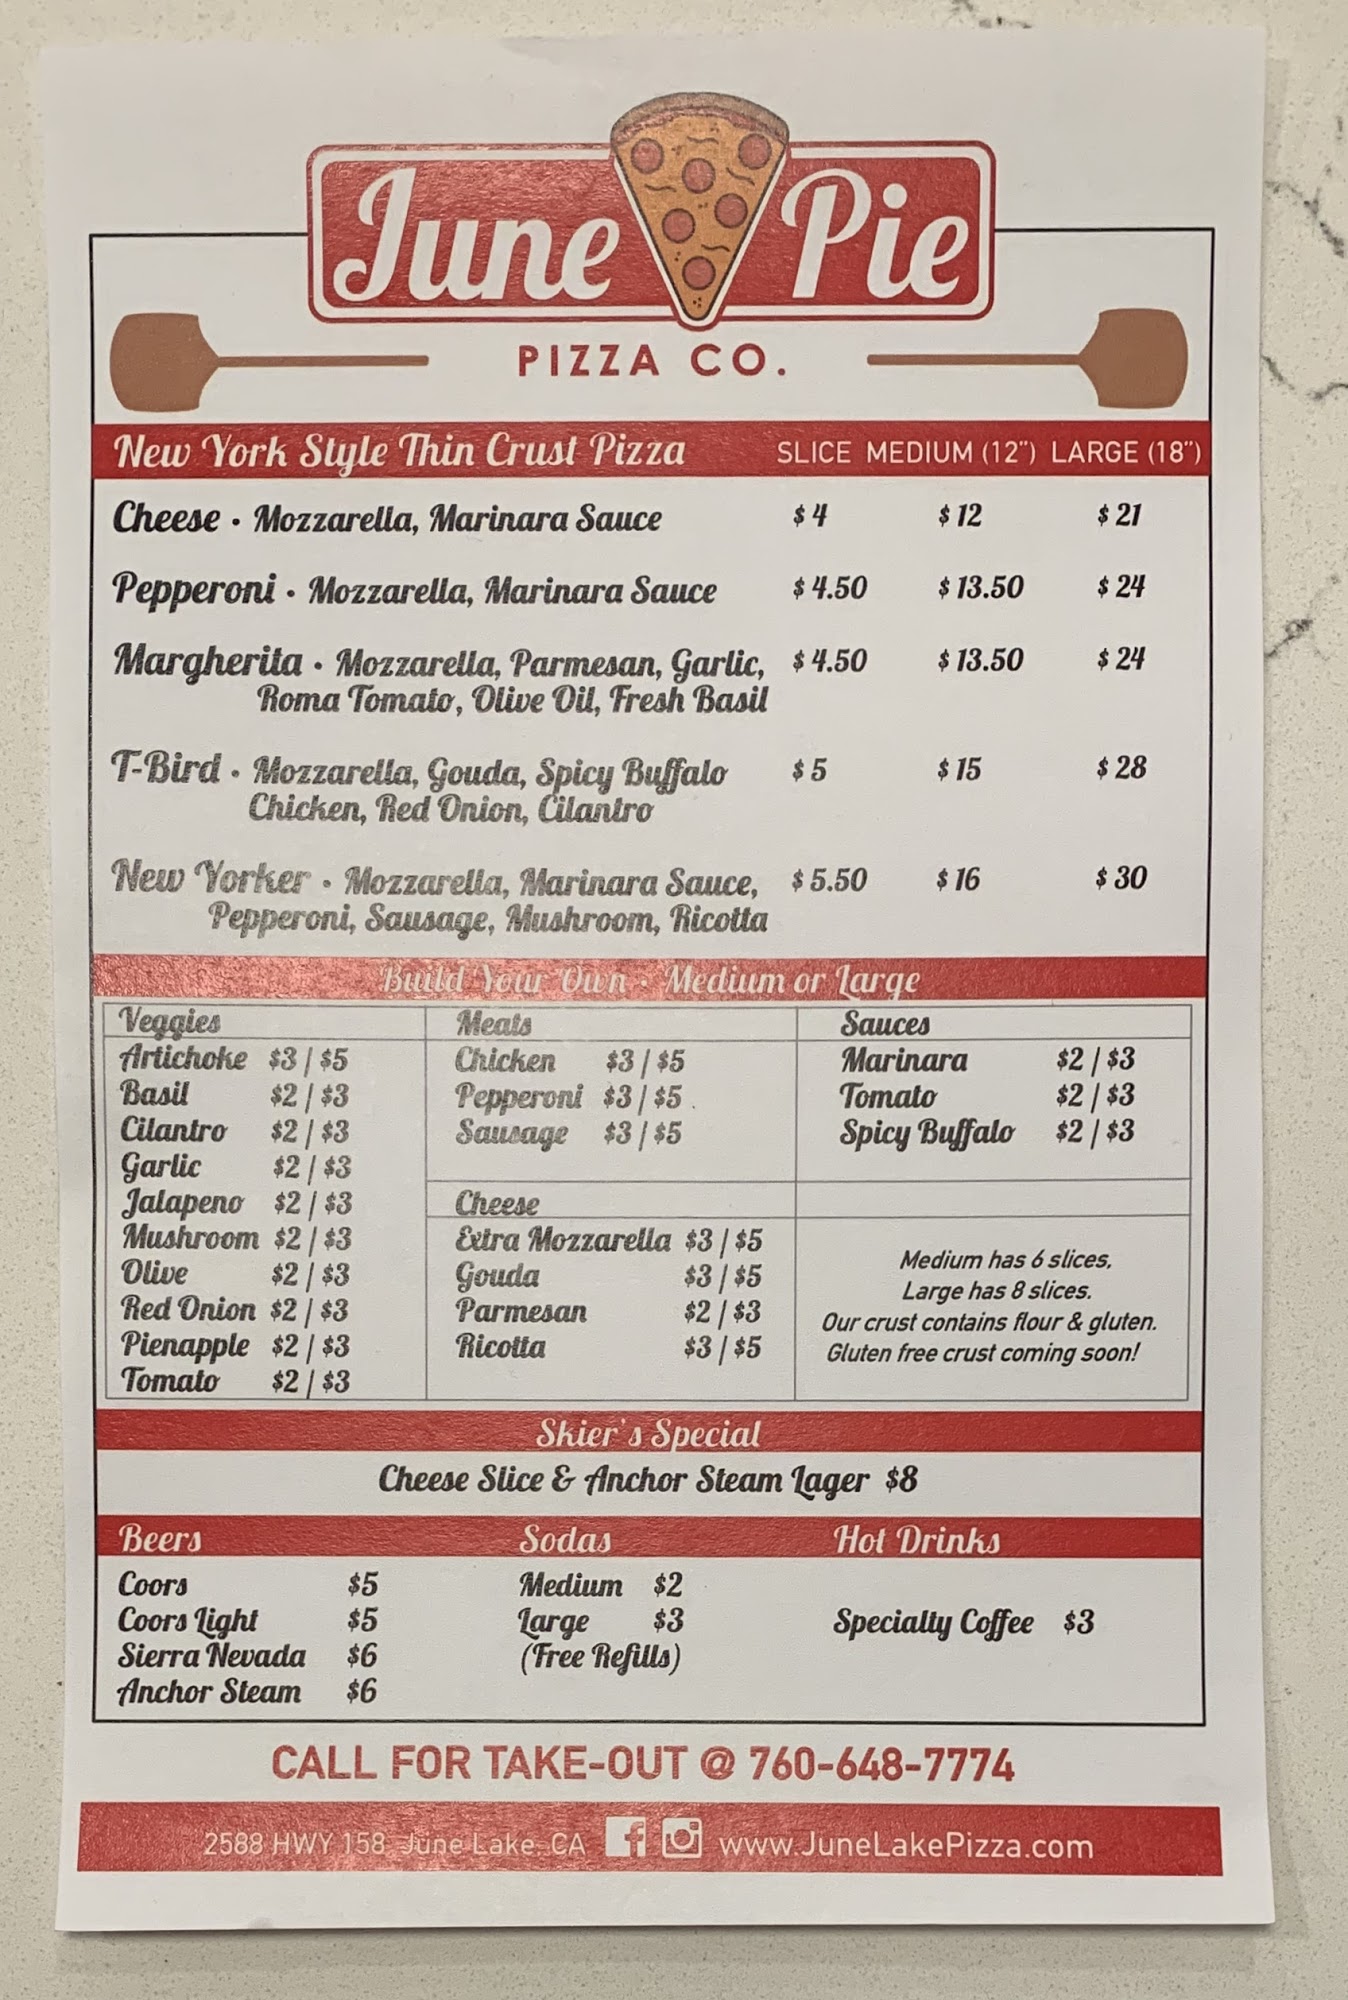 June Pie
PIZZA CO.
New York Style Thin Crust Pizza SLICE MEDIUM (12") LARGE (18")
Cheese • Mozzarella, Marinara Sauce $4 $12 $21
Pepperoni • Mozzarella, Marinara Sauce $4.50 $13.50 $24
Margherita • Mozzarella, Parmesan, Garlic, $4.50 $13.50 $24
Roma Tomato, Olive Oil, Fresh Basil
T-Bird • Mozzarella, Gouda, Spicy Buffalo $5 $15 $28
Chicken, Red Onion, Cilantro
New Yorker • Mozzarella, Marinara Sauce, $5.50 $16 $30
Pepperoni, Sausage, Mushroom, Ricotta
Build Your Own • Medium or Large
Veggies
Artichoke $3 / $5
Basil $2 / $3
Cilantro $2 / $3
Garlic $2 / $3
Jalapeno $2 / $3
Mushroom $2 / $3
Olive $2 / $3
Red Onion $2 / $3
Pienapple $2 / $3
Tomato $2 / $3
Meats
Chicken $3 / $5
Pepperoni $3 / $5
Sausage $3 / $5
Cheese
Extra Mozzarella $3 / $5
Gouda $3 / $5
Parmesan $2 / $3
Ricotta $3 / $5
Sauces
Marinara $2 / $3
Tomato $2 / $3
Spicy Buffalo $2 / $3
Medium has 6 slices,
Large has 8 slices.
Our crust contains flour & gluten.
Gluten free crust coming soon!
Skier's Special
Cheese Slice & Anchor Steam Lager $8
Beers
Coors $5
Coors Light $5
Sierra Nevada $6
Anchor Steam $6
Sodas
Medium $2
Large $3
(Free Refills)
Hot Drinks
Specialty Coffee $3
CALL FOR TAKE-OUT @ 760-648-7774
2588 HWY 158 June Lake, CA f www.JuneLakePizza.com